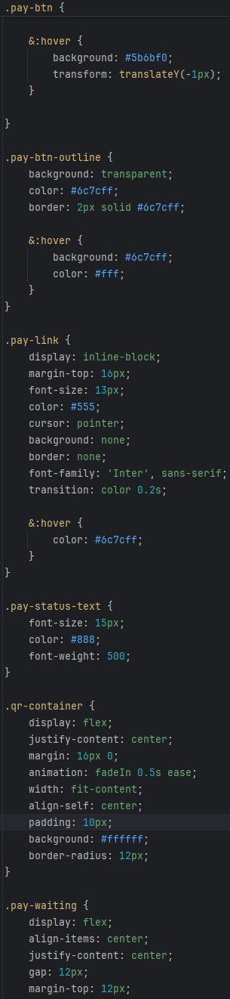 .pay-btn {
&:hover {
background: #5b6bf0;
transform: translateY(-1px);
}
}
.pay-btn-outline {
background: transparent;
color: #6c7cff;
border: 2px solid #6c7cff;
&:hover {
background: #6c7cff;
color: #fff;
}
}
.pay-link {
display: inline-block;
margin-top: 16px;
font-size: 13px;
color: #555;
cursor: pointer;
background: none;
border: none;
font-family: 'Inter', sans-serif;
transition: color 0.2s;
&:hover {
color: #6c7cff;
}
}
.pay-status-text {
font-size: 15px;
color: #888;
font-weight: 500;
}
.qr-container {
display: flex;
justify-content: center;
margin: 16px 0;
animation: fadeIn 0.5s ease;
width: fit-content;
align-self: center;
padding: 10px;
background: #ffffff;
border-radius: 12px;
}
.pay-waiting {
display: flex;
align-items: center;
justify-content: center;
gap: 12px;
margin-top: 12px;